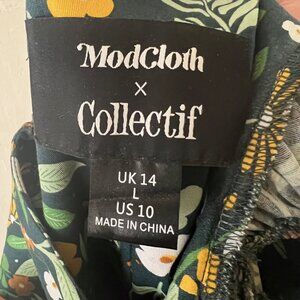 ModCloth
X
Collectif
UK 14
L
US 10
MADE IN CHINA